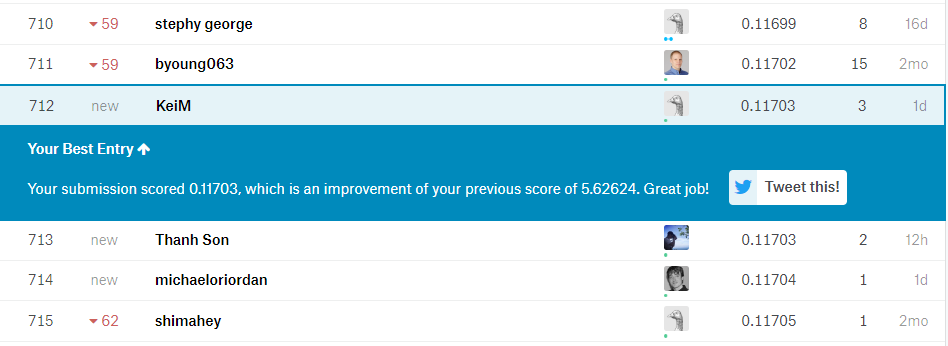 710 59 stephy george 0.11699 8 16d
711 59 byoung063 0.11702 15 2mo
712 new KeiM 0.11703 3 1d
Your Best Entry
Your submission scored 0.11703, which is an improvement of your previous score of 5.62624. Great job! Tweet this!
713 new Thanh Son 0.11703 2 12h
714 new michaeloriordan 0.11704 1 1d
715 62 shimahey 0.11705 1 2mo